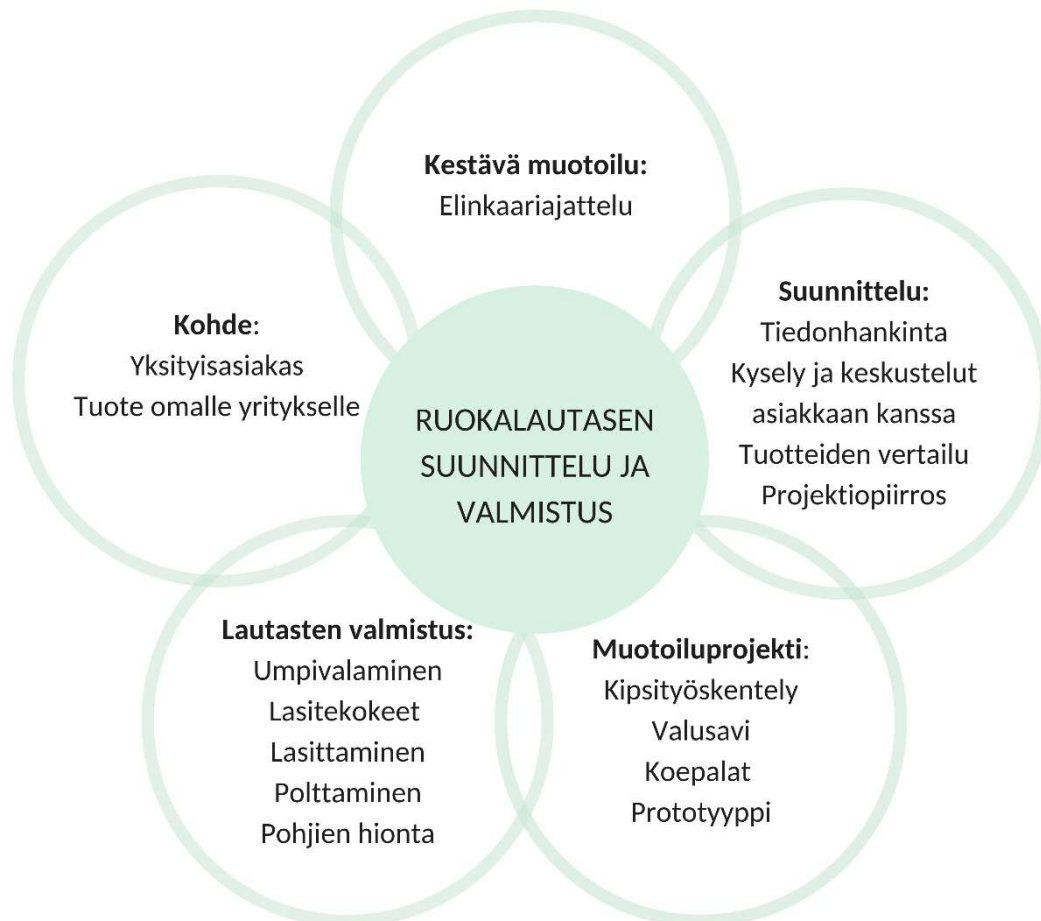 Kestävä muotoilu:
Elinkaariajattelu
Suunnittelu:
Tiedonhankinta
Kysely ja keskustelut
asiakkaan kanssa
Tuotteiden vertailu
Projektiopiirros
Kohde:
Yksityisasiakas
Tuote omalle yritykselle
RUOKALAUTASEN
SUUNNITTELU JA
VALMISTUS
Lautasten valmistus:
Umpivalaminen
Lasitekokeet
Lasittaminen
Polttaminen
Pohjien hionta
Muotoiluprojekti:
Kipsityöskentely
Valusavi
Koepalat
Prototyyppi